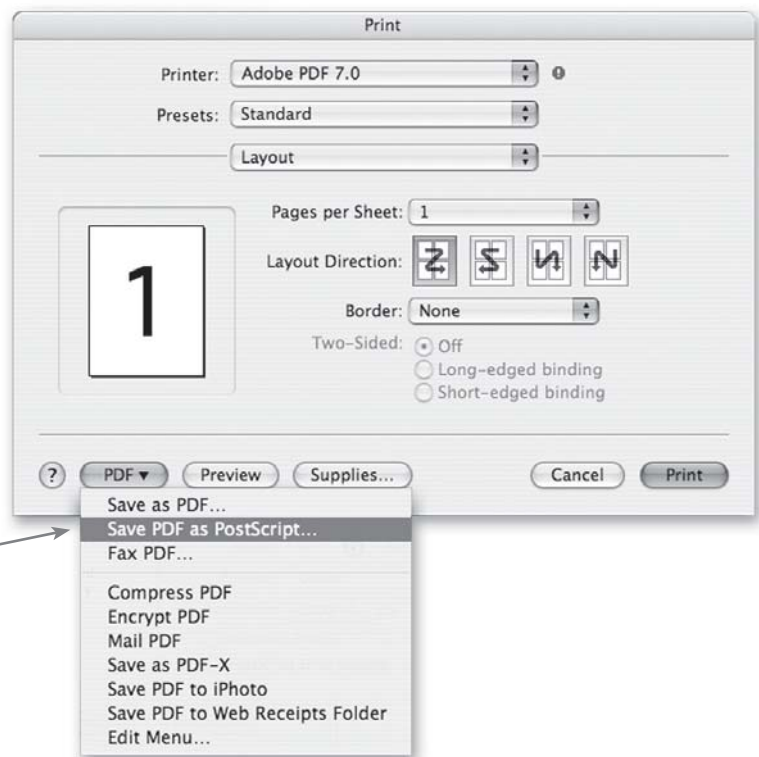 Print
Printer: Adobe PDF 7.0
Presets: Standard
Layout
Pages per Sheet: 1
Layout Direction:
1
Border: None
Two-Sided: Off
Long-edged binding
Short-edged binding
? PDF Preview Supplies... Cancel Print
Save as PDF...
Save PDF as PostScript...
Fax PDF...
Compress PDF
Encrypt PDF
Mail PDF
Save as PDF-X
Save PDF to iPhoto
Save PDF to Web Receipts Folder
Edit Menu...